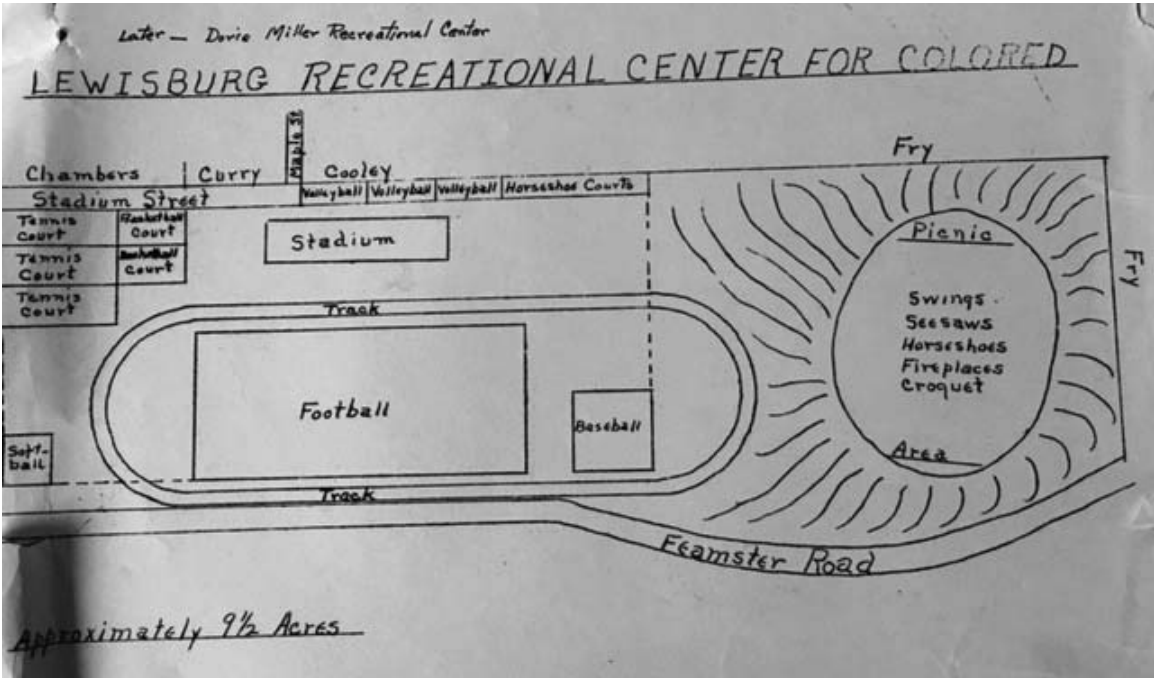 Later — Dorie Miller Recreational Center
LEWISBURG RECREATIONAL CENTER FOR COLORED
Maple St
Fry
Chambers
Curry
Cooley
Stadium Street
Volleyball
Volleyball
Volleyball
Horseshoe Courts
Tennis
Court
Basketball
Court
Stadium
Picnic
Fry
Tennis
Court
Basketball
Court
Tennis
Court
Track
Swings
Seesaws
Horseshoes
Fireplaces
Croquet
Football
Baseball
Soft-
ball
Area
Track
Feamster Road
Approximately 9½ Acres